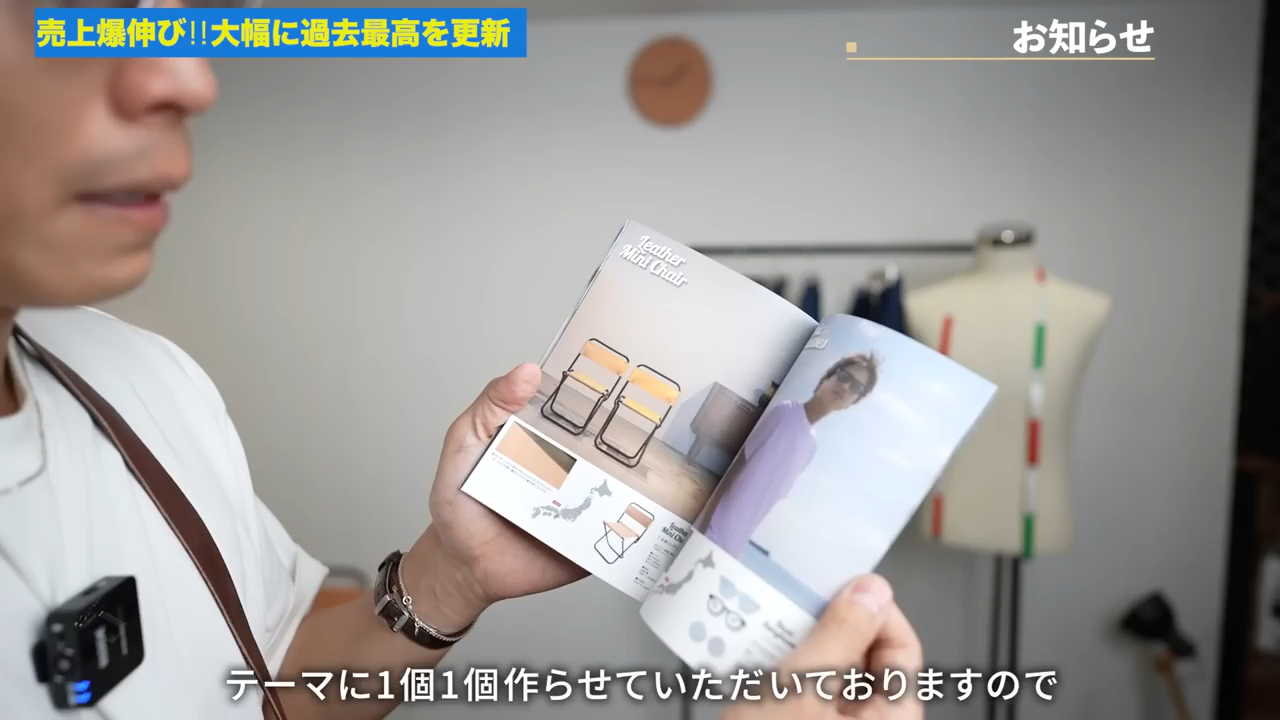 売上爆伸び!!大幅に過去最高を更新
お知らせ
Leather
Mini Chair
Leather
テーマに1個1個作らせていただいておりますので